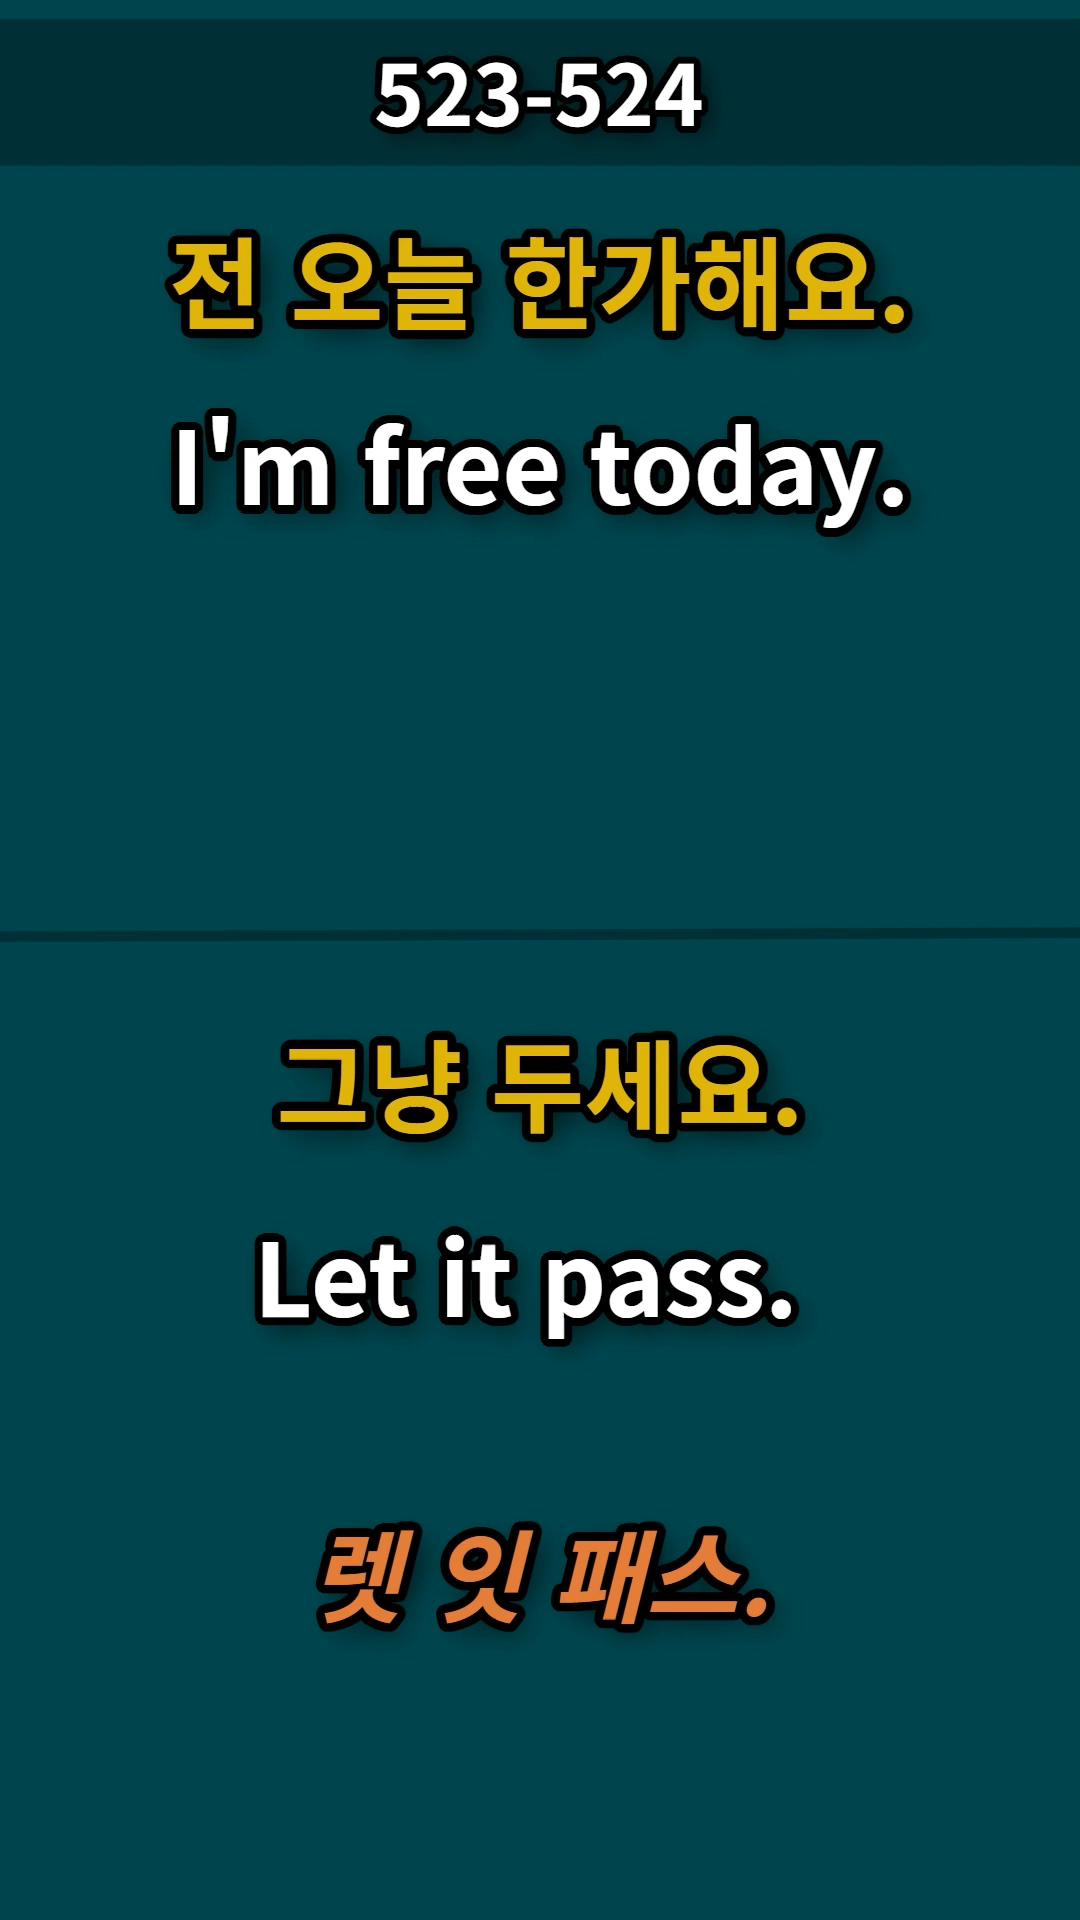 523-524
전 오늘 한가해요.
I'm free today.
그냥 두세요.
Let it pass.
렛 잇 패스.